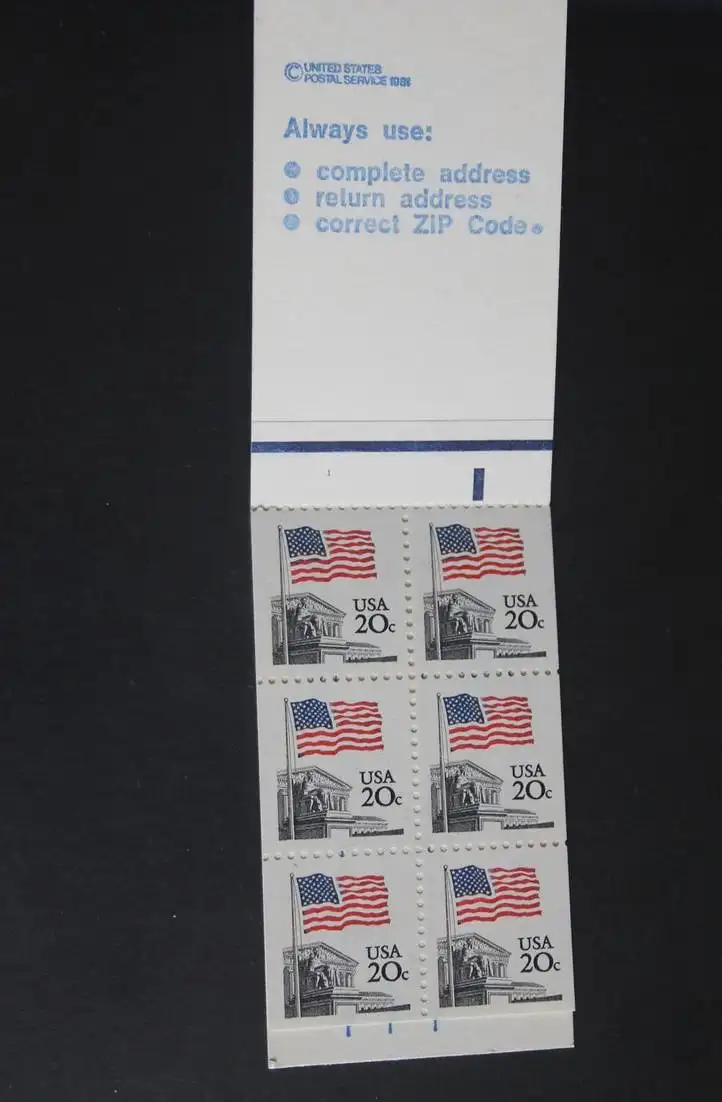 © UNITED STATES
POSTAL SERVICE 1981
Always use:
complete address
return address
correct ZIP Code®
1
USA
20c
USA
20c
USA
20c
USA
20c
USA
20c
USA
20c